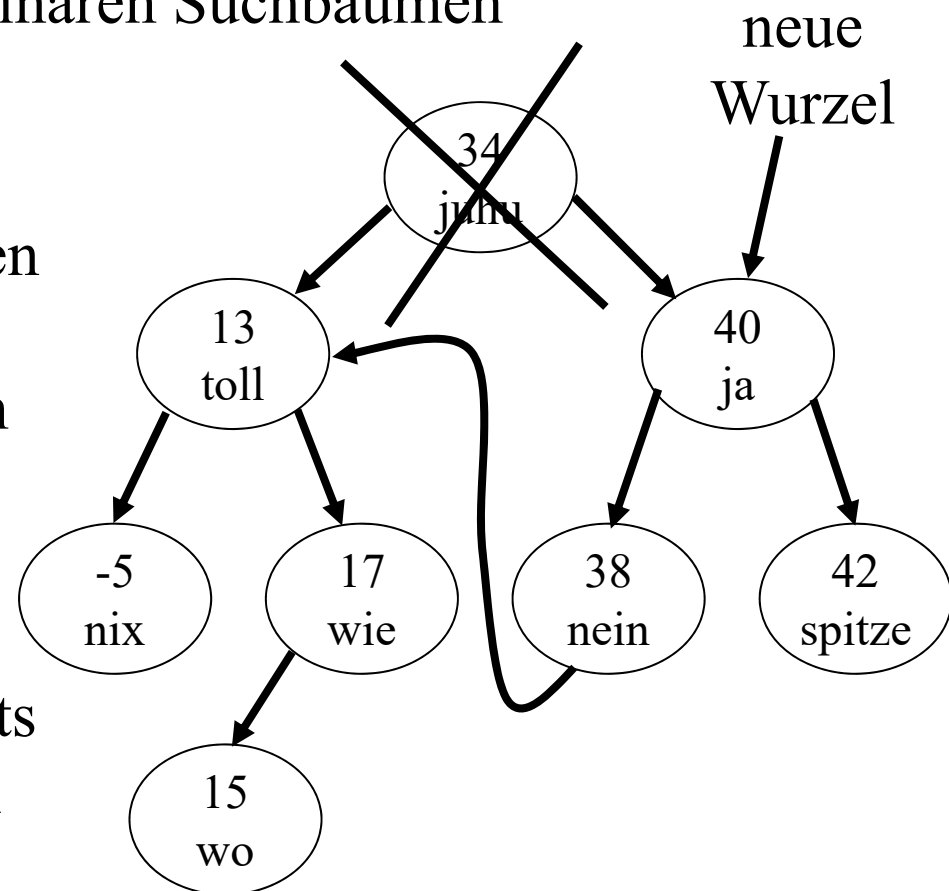 Suchbäumen
neue
Wurzel
34
juhu
13
toll
40
ja
-5
nix
17
wie
38
nein
42
spitze
15
wo